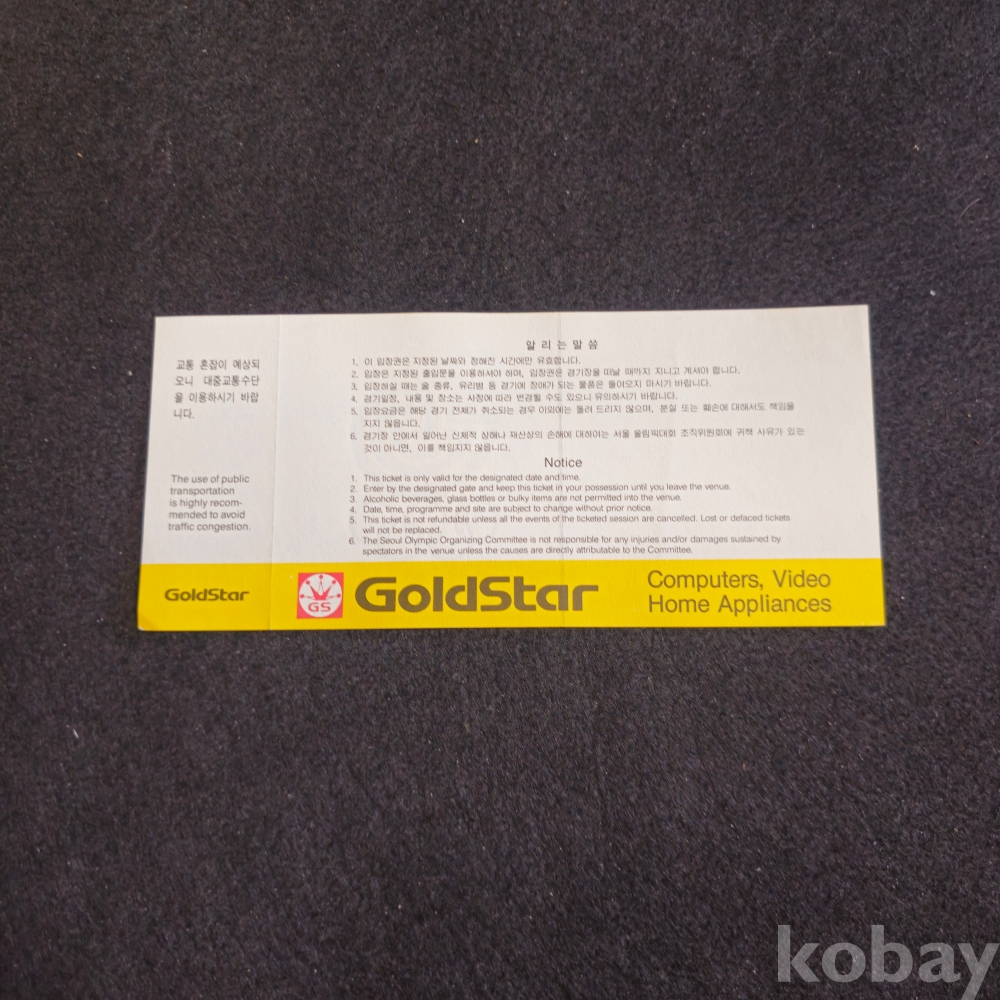 교통 혼잡이 예상되
오니 대중교통수단
을 이용하시기 바랍
니다.
The use of public
transportation
is highly recom-
mended to avoid
traffic congestion.
GoldStar
알 리 는 말 씀
1. 이 입장권은 지정된 날짜와 정해진 시간에만 유효합니다.
2. 입장은 지정된 출입문을 이용하셔야 하며, 입장권은 경기장을 떠날 때까지 지니고 계셔야 합니다.
3. 입장하실 때는 술 종류, 유리병 등 경기에 장애가 되는 물품은 들여오지 마시기 바랍니다.
4. 경기일정, 내용 및 장소는 사정에 따라 변경될 수도 있으니 유의하시기 바랍니다.
5. 입장요금은 해당 경기 전체가 취소되는 경우 이외에는 돌려 드리지 않으며, 분실 또는 훼손에 대해서도 책임을
지지 않습니다.
6. 경기장 안에서 일어난 신체적 상해나 재산상의 손해에 대하여는 서울 올림픽대회 조직위원회에 귀책 사유가 있는
것이 아니면, 이를 책임지지 않습니다.
Notice
1. This ticket is only valid for the designated date and time.
2. Enter by the designated gate and keep this ticket in your possession until you leave the venue.
3. Alcoholic beverages, glass bottles or bulky items are not permitted into the venue.
4. Date, time, programme and site are subject to change without prior notice.
5. This ticket is not refundable unless all the events of the ticketed session are cancelled. Lost or defaced tickets
will not be replaced.
6. The Seoul Olympic Organizing Committee is not responsible for any injuries and/or damages sustained by
spectators in the venue unless the causes are directly attributable to the Committee.
GS
GoldStar
Computers, Video
Home Appliances
kobay